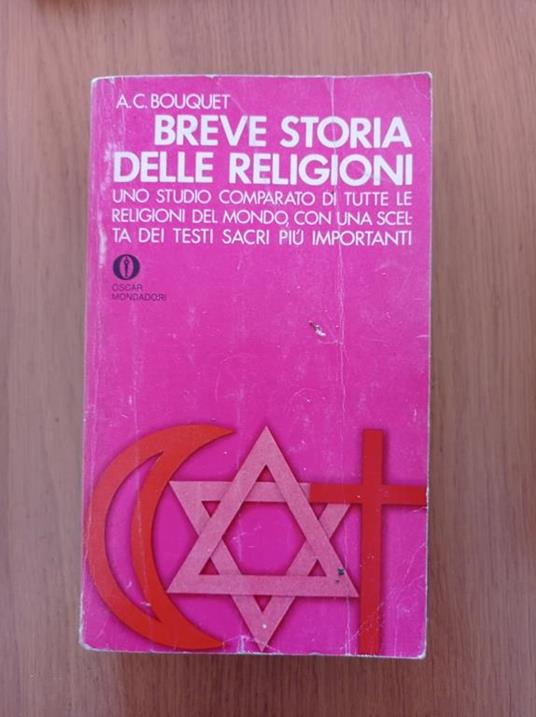 A.C. BOUQUET
BREVE STORIA
DELLE RELIGIONI
UNO STUDIO COMPARATO DI TUTTE LE
RELIGIONI DEL MONDO, CON UNA SCEL-
TA DEI TESTI SACRI PIÚ IMPORTANTI
OSCAR
MONDADORI